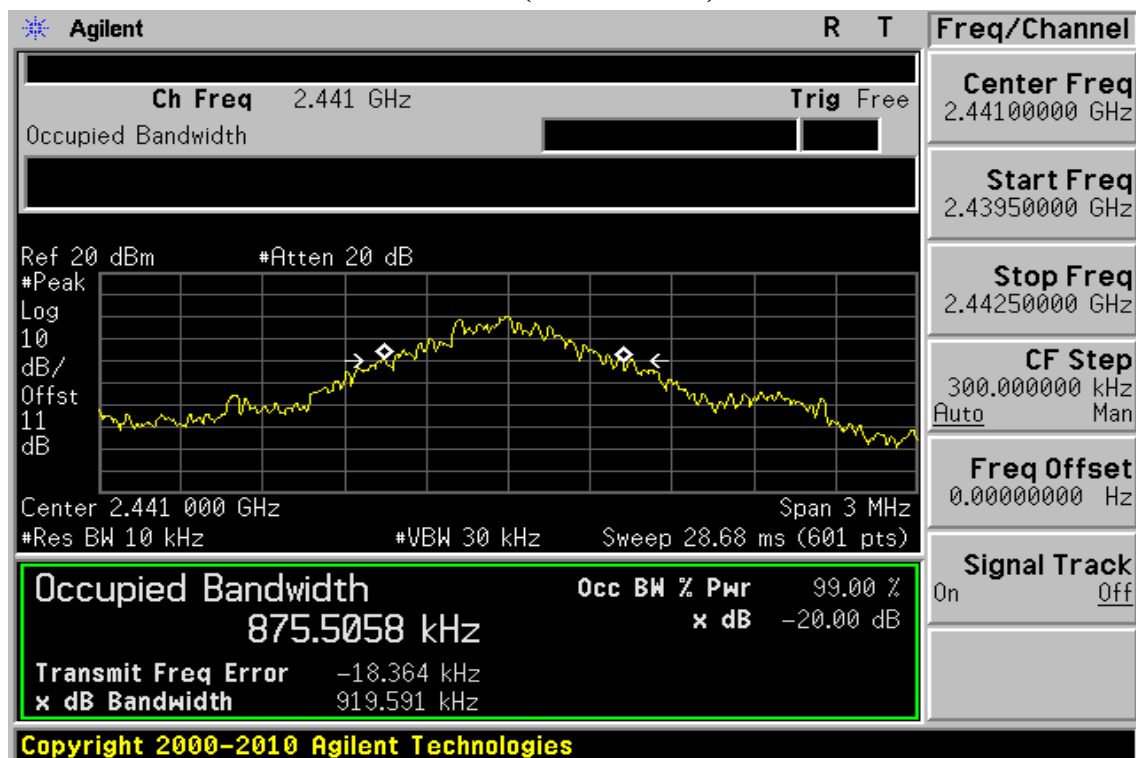 Agilent R T Freq/Channel
Ch Freq 2.441 GHz Trig Free
Occupied Bandwidth
Center Freq
2.44100000 GHz
Start Freq
2.43950000 GHz
Stop Freq
2.44250000 GHz
CF Step
300.000000 kHz
Auto Man
Freq Offset
0.00000000 Hz
Signal Track
On Off
Ref 20 dBm #Atten 20 dB
#Peak
Log
10
dB/
Offst
11
dB
Center 2.441 000 GHz Span 3 MHz
#Res BW 10 kHz #VBW 30 kHz Sweep 28.68 ms (601 pts)
Occupied Bandwidth Occ BW % Pwr 99.00 %
875.5058 kHz x dB -20.00 dB
Transmit Freq Error -18.364 kHz
x dB Bandwidth 919.591 kHz
Copyright 2000-2010 Agilent Technologies